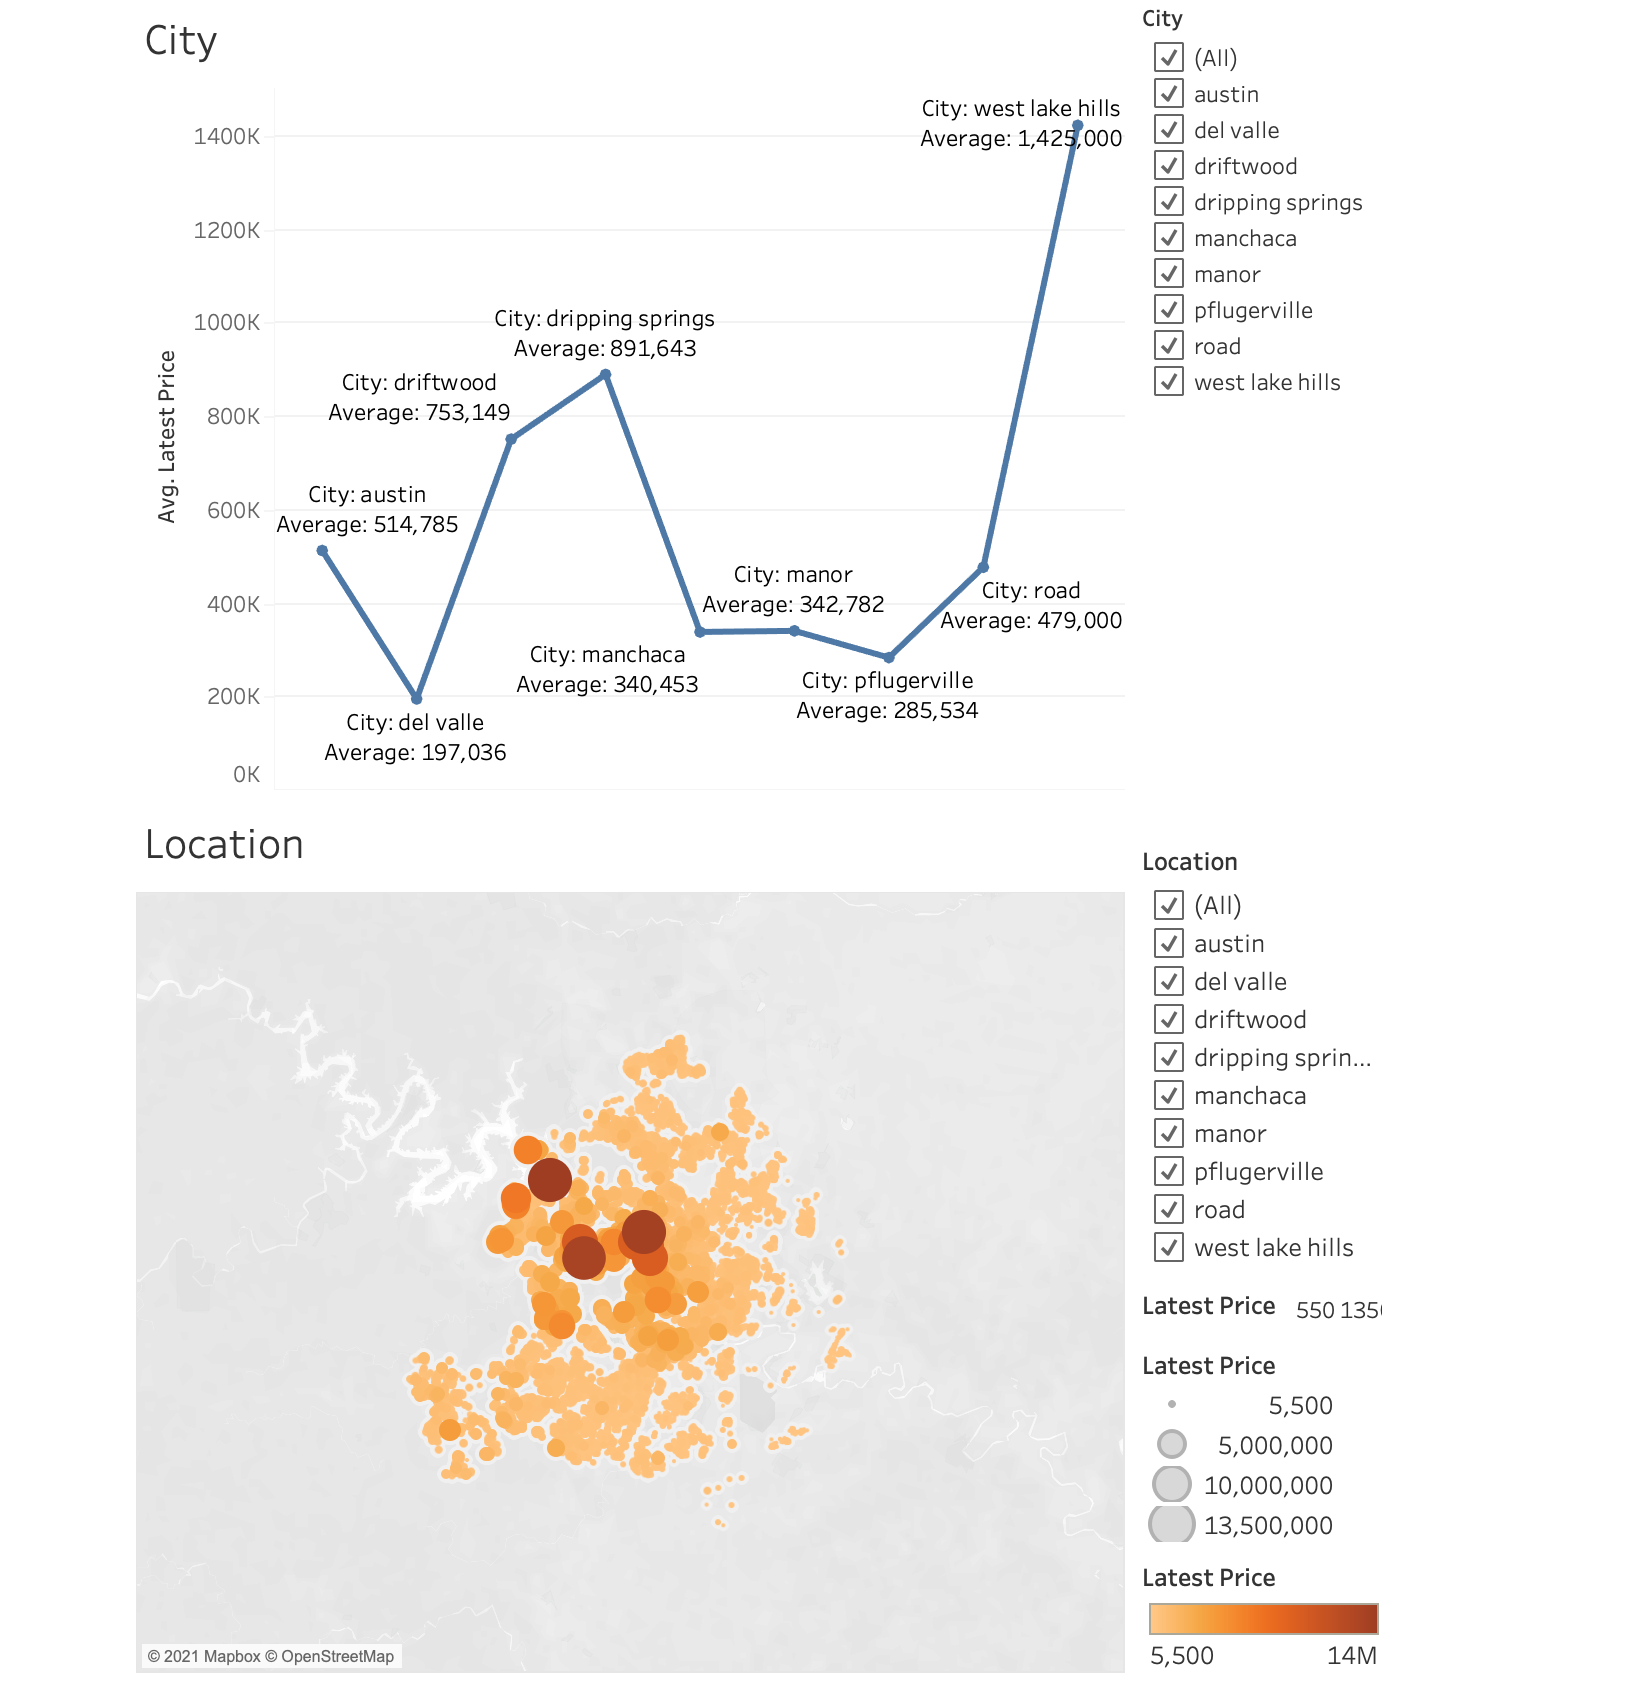 City
1400K
1200K
1000K
800K
600K
400K
200K
0K
Avg. Latest Price
City: west lake hills
Average: 1,425,000
City: dripping springs
Average: 891,643
City: driftwood
Average: 753,149
City: austin
Average: 514,785
City: manor
Average: 342,782
City: road
Average: 479,000
City: manchaca
Average: 340,453
City: pflugerville
Average: 285,534
City: del valle
Average: 197,036
City
(All)
austin
del valle
driftwood
dripping springs
manchaca
manor
pflugerville
road
west lake hills
Location
© 2021 Mapbox © OpenStreetMap
Location
(All)
austin
del valle
driftwood
dripping sprin...
manchaca
manor
pflugerville
road
west lake hills
Latest Price 550 135
Latest Price
5,500
5,000,000
10,000,000
13,500,000
Latest Price
5,500 14M